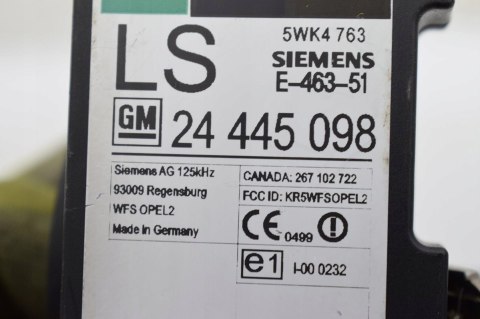 LS
5WK4 763
SIEMENS
E-463-51
GM 24 445 098
Siemens AG 125kHz
93009 Regensburg
WFS OPEL2
Made in Germany
CANADA: 267 102 722
FCC ID: KR5WFSOPEL2
CE 0499 !
e1 I-00 0232